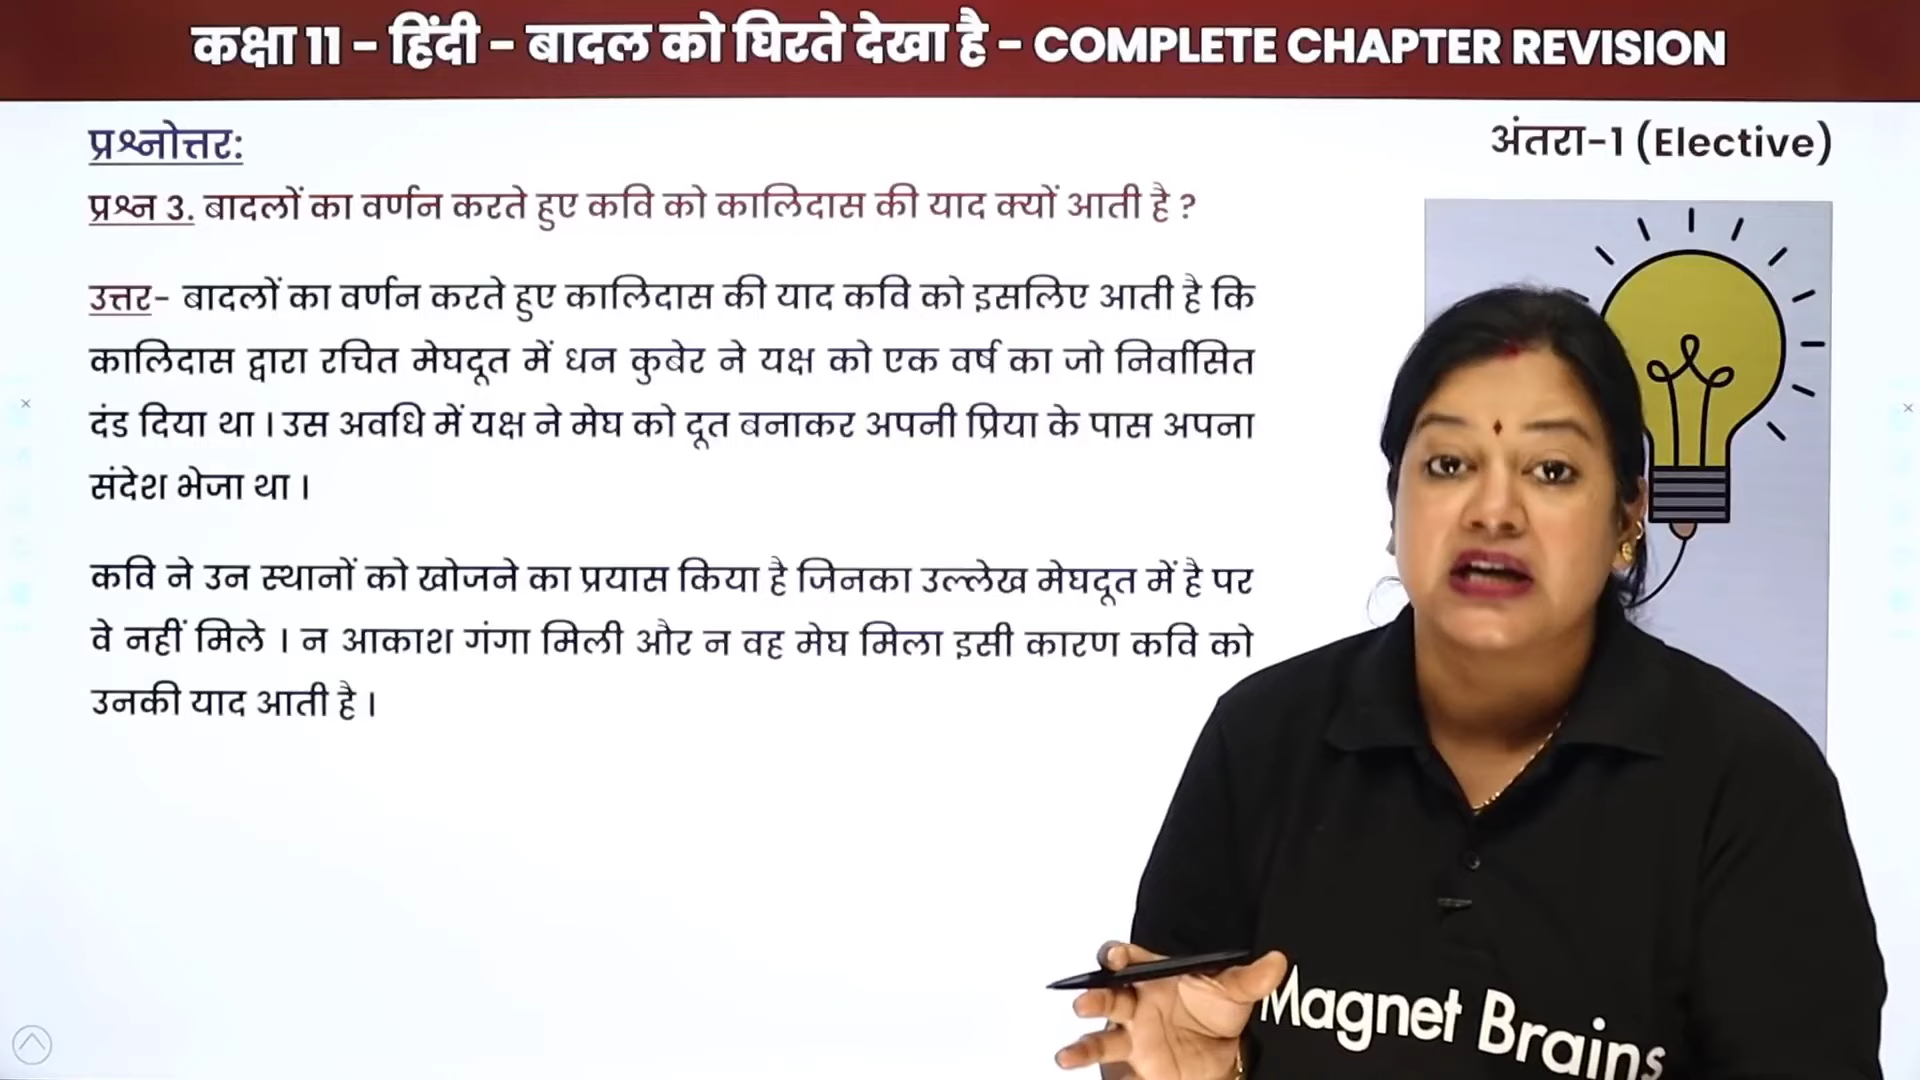 कक्षा 11 - हिंदी - बादल को घिरते देखा है - COMPLETE CHAPTER REVISION
प्रश्नोत्तर:
अंतरा-1 (Elective)
प्रश्न 3. बादलों का वर्णन करते हुए कवि को कालिदास की याद क्यों आती है ?
उत्तर- बादलों का वर्णन करते हुए कालिदास की याद कवि को इसलिए आती है कि
कालिदास द्वारा रचित मेघदूत में धन कुबेर ने यक्ष को एक वर्ष का जो निर्वासित
दंड दिया था । उस अवधि में यक्ष ने मेघ को दूत बनाकर अपनी प्रिया के पास अपना
संदेश भेजा था ।
कवि ने उन स्थानों को खोजने का प्रयास किया है जिनका उल्लेख मेघदूत में है पर
वे नहीं मिले । न आकाश गंगा मिली और न वह मेघ मिला इसी कारण कवि को
उनकी याद आती है ।
Magnet Brains